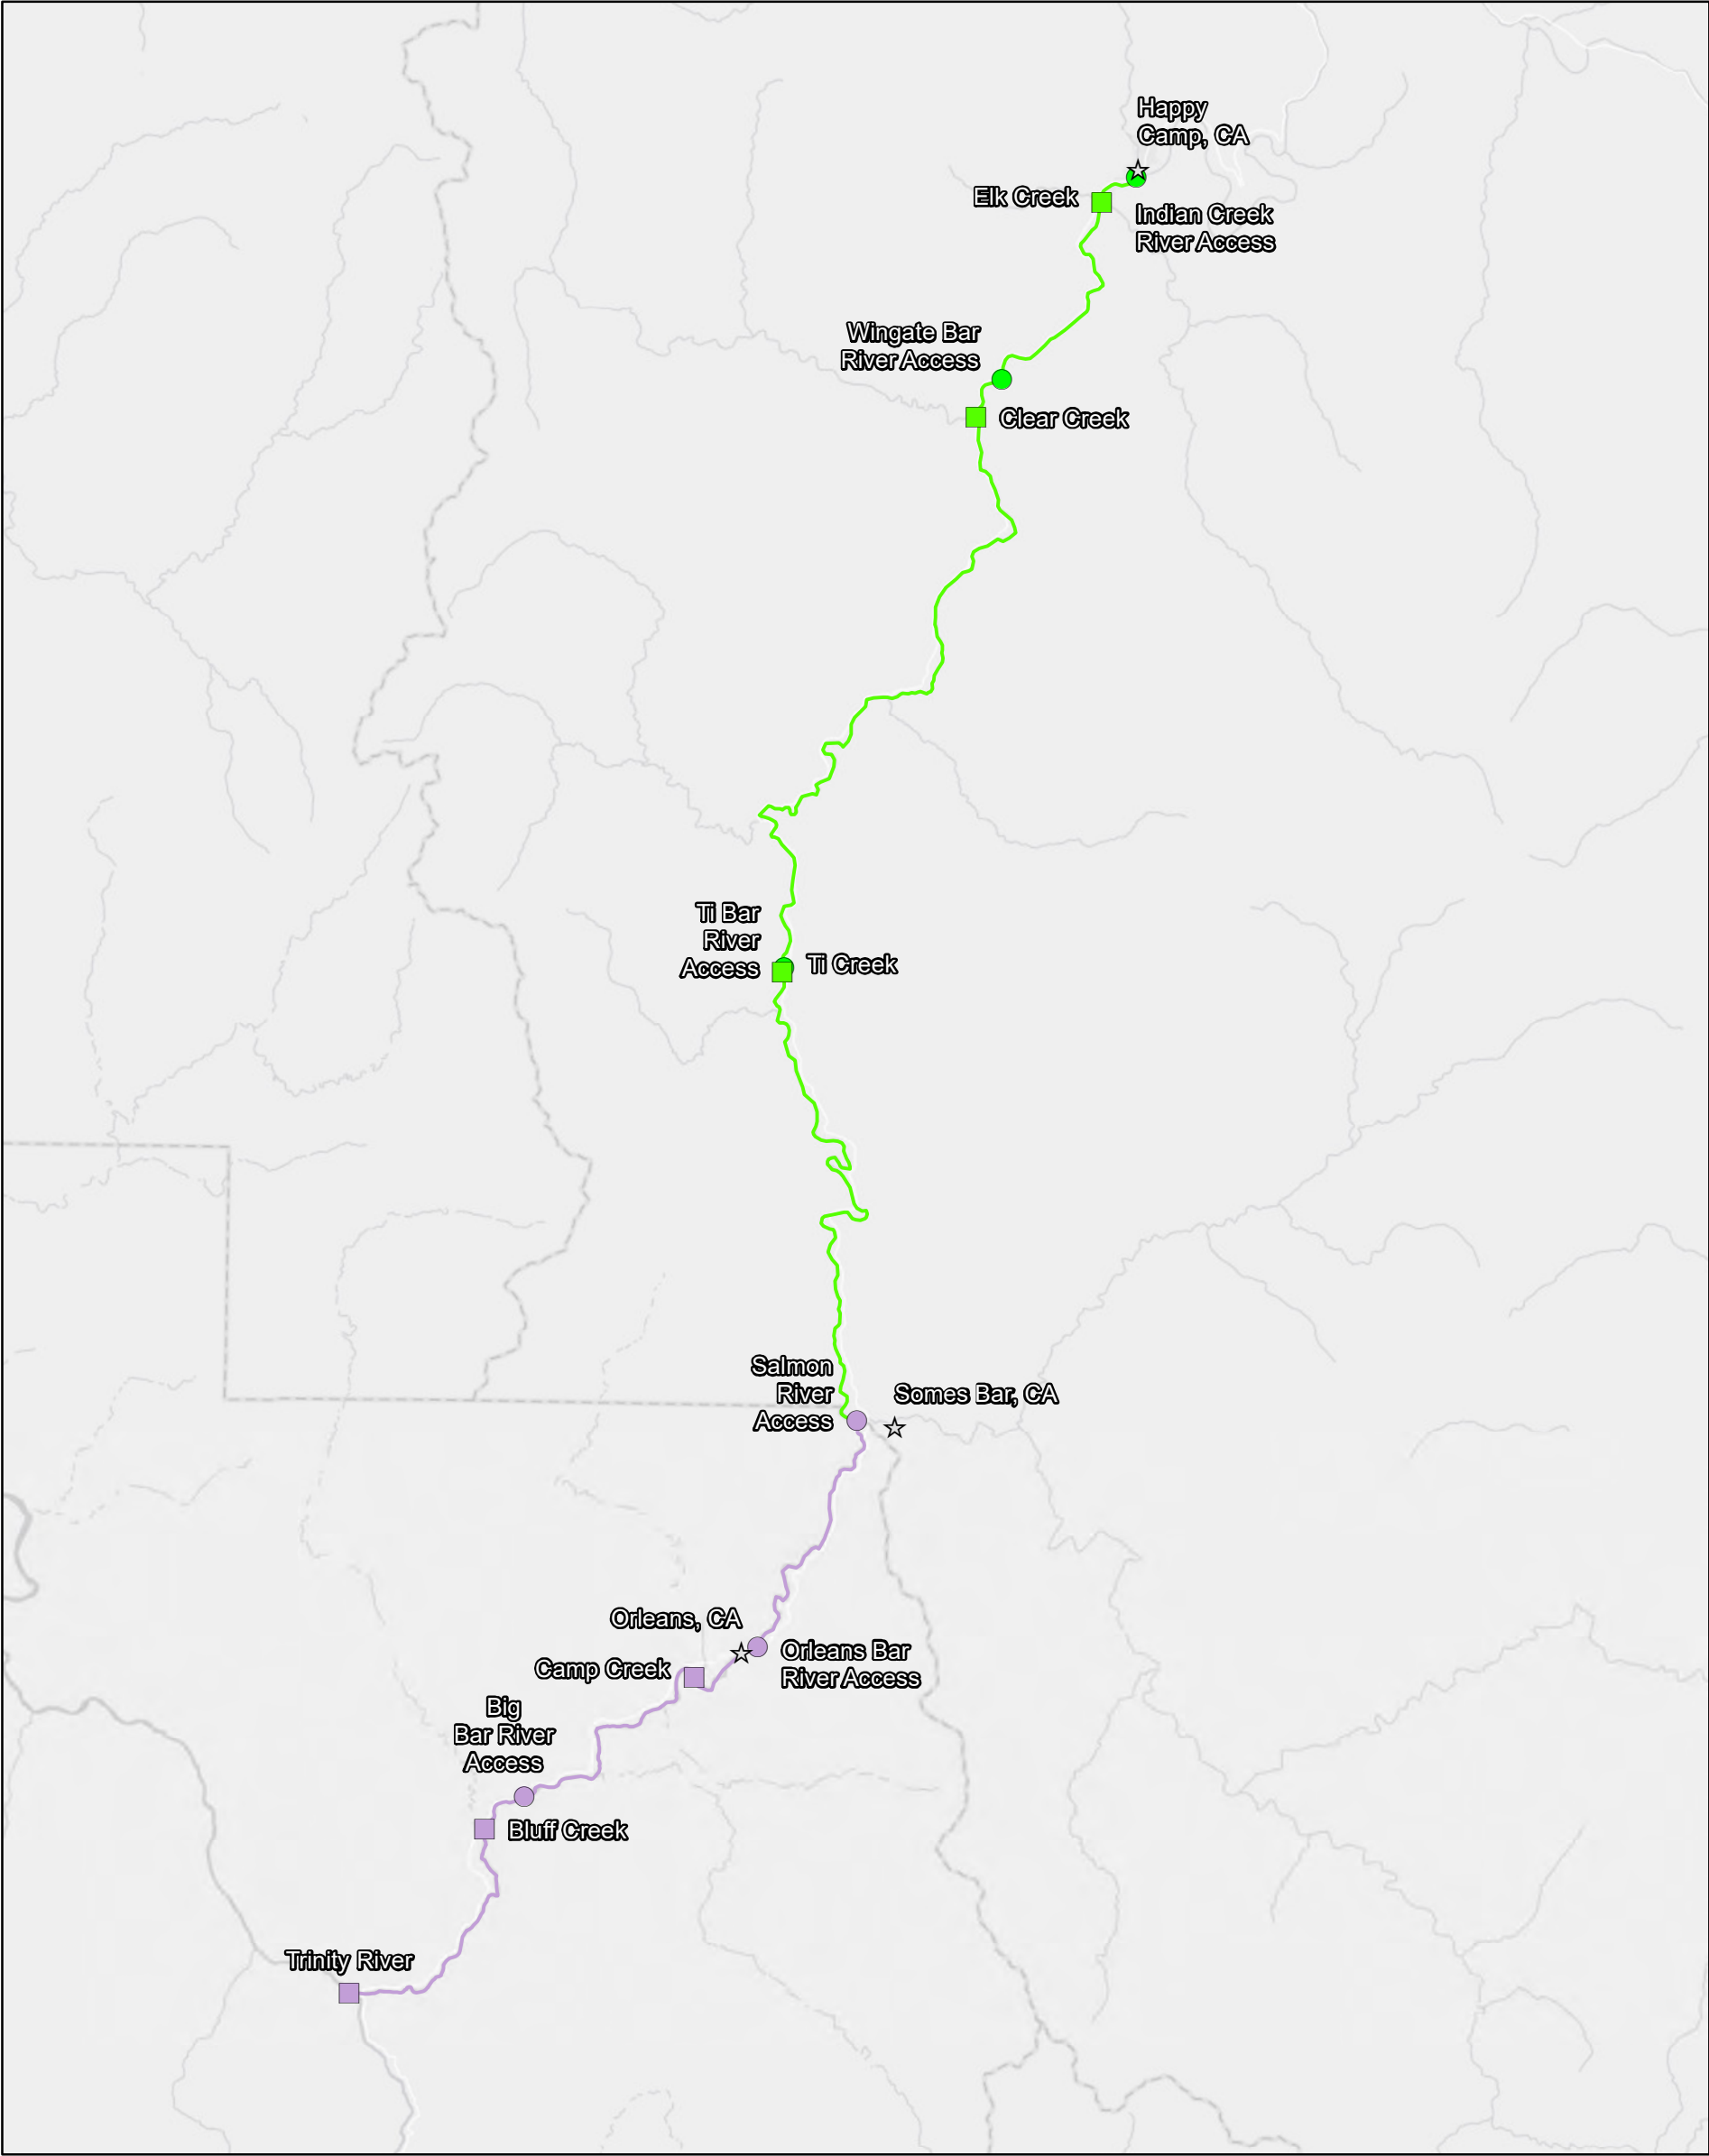 Happy
Camp, CA
Elk Creek
Indian Creek
River Access
Wingate Bar
River Access
Clear Creek
Ti Bar
River
Access
Ti Creek
Salmon
River
Access
Somes Bar, CA
Orleans, CA
Orleans Bar
River Access
Camp Creek
Big
Bar River
Access
Bluff Creek
Trinity River